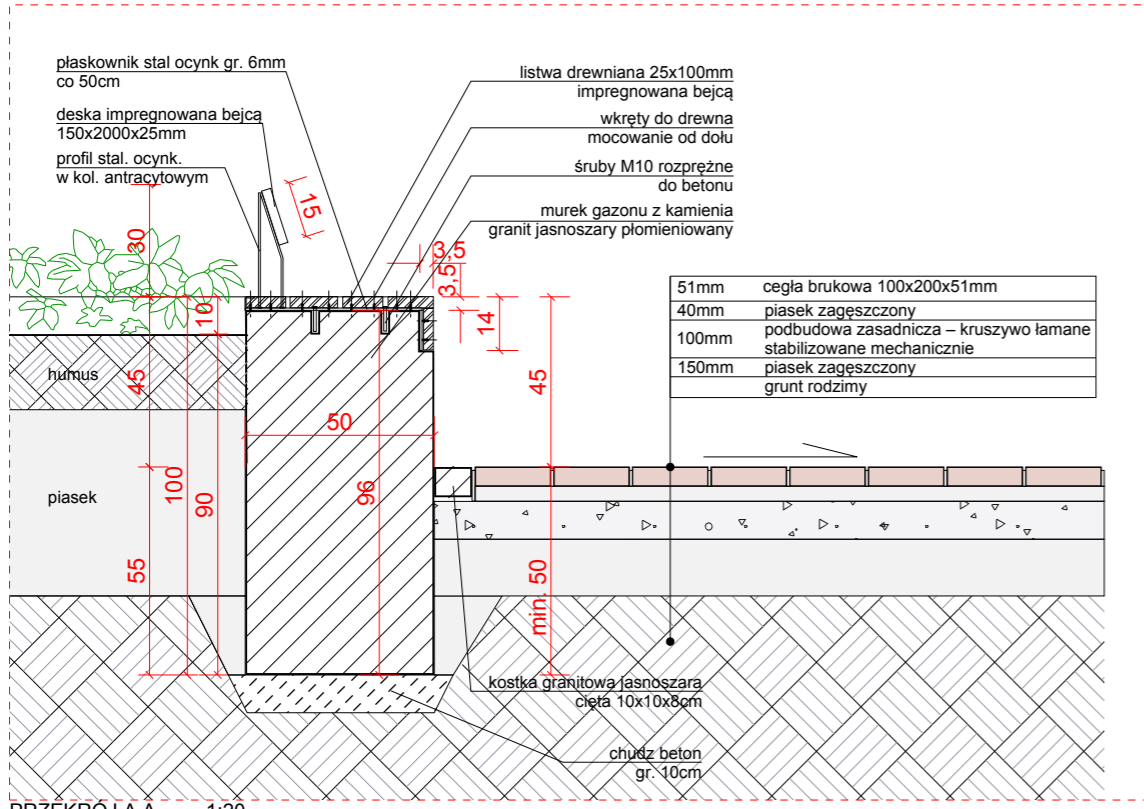 płaskownik stal ocynk gr. 6mm
co 50cm
deska impregnowana bejcą
150x2000x25mm
profil stal. ocynk.
w kol. antracytowym
listwa drewniana 25x100mm
impregnowana bejcą
wkręty do drewna
mocowanie od dołu
śruby M10 rozprężne
do betonu
murek gazonu z kamienia
granit jasnoszary płomieniowany
15
30
3,5
3,5
10
14
51mm cegła brukowa 100x200x51mm
40mm piasek zagęszczony
100mm podbudowa zasadnicza – kruszywo łamane
stabilizowane mechanicznie
150mm piasek zagęszczony
grunt rodzimy
humus
45
45
50
piasek
100
90
96
55
min. 50
kostka granitowa jasnoszara
cięta 10x10x8cm
chudz beton
gr. 10cm
PRZEKRÓJ A-A 1:20